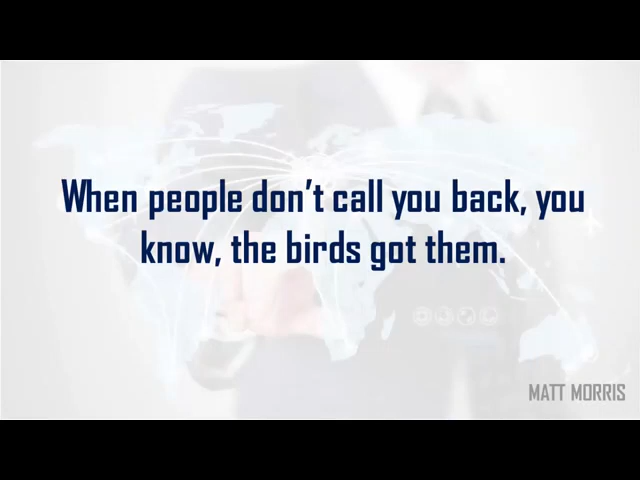 When people don’t call you back, you
know, the birds got them.
MATT MORRIS